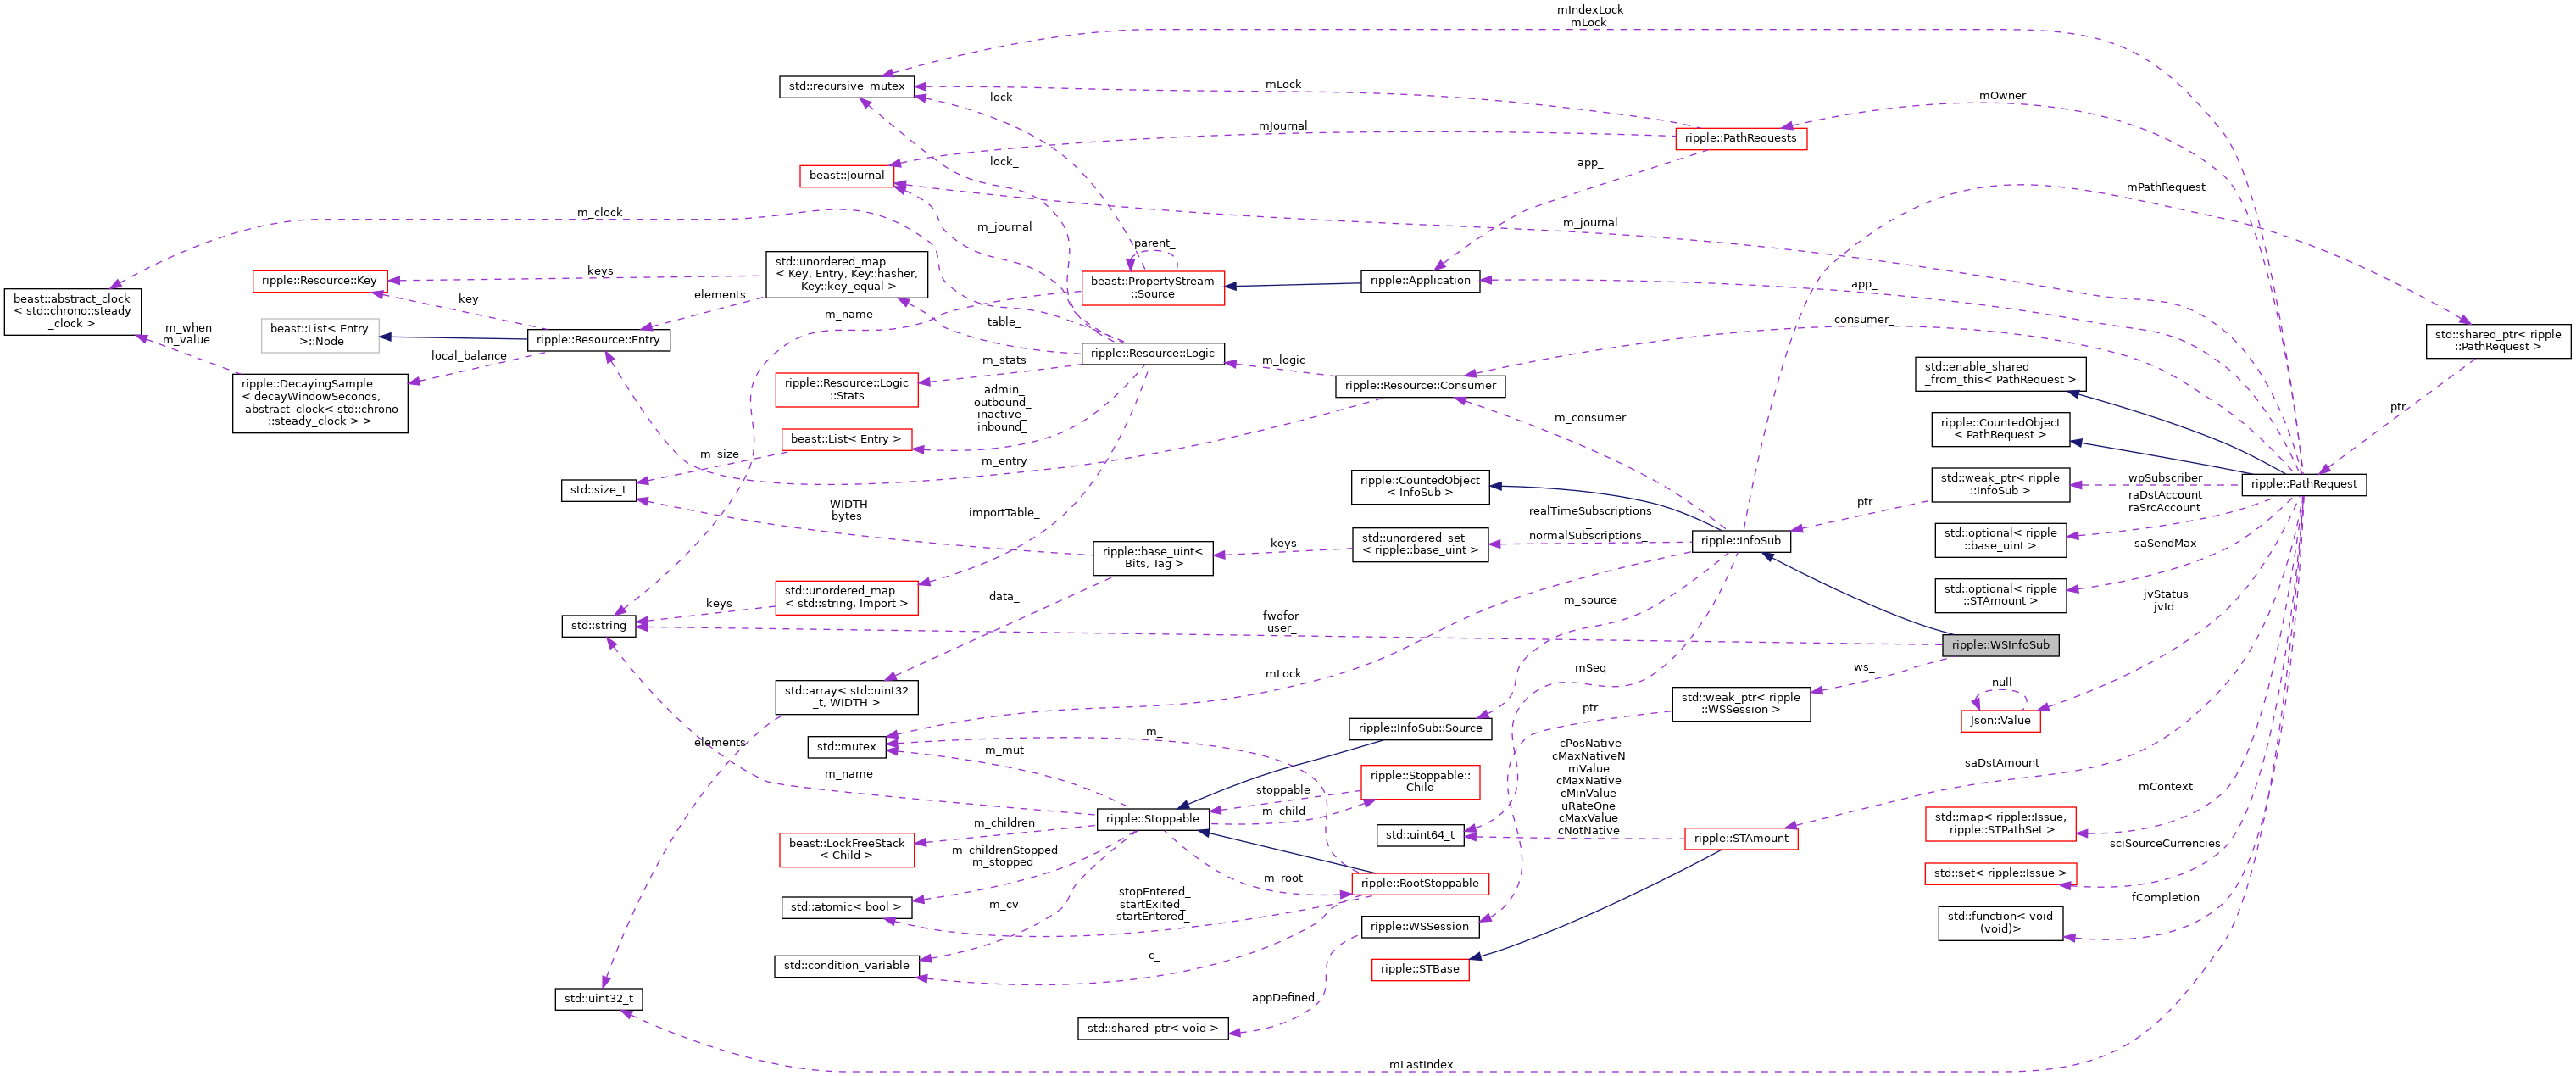 mIndexLock
mLock
std::recursive_mutex
mLock
lock_
mOwner
mJournal
ripple::PathRequests
lock_
app_
beast::Journal
mPathRequest
m_clock
m_journal
m_journal
parent_
std::unordered_map
< Key, Entry, Key::hasher,
Key::key_equal >
keys
ripple::Resource::Key
key
elements
beast::PropertyStream
::Source
ripple::Application
app_
beast::abstract_clock
< std::chrono::steady
_clock >
m_when
m_value
beast::List< Entry
>::Node
ripple::Resource::Entry
local_balance
m_name
table_
consumer_
std::shared_ptr< ripple
::PathRequest >
ripple::Resource::Logic
m_stats
m_logic
ripple::Resource::Logic
::Stats
ripple::Resource::Consumer
std::enable_shared
_from_this< PathRequest >
ripple::DecayingSample
< decayWindowSeconds,
abstract_clock< std::chrono
::steady_clock > >
admin_
outbound_
inactive_
inbound_
ptr
m_consumer
ripple::CountedObject
< PathRequest >
beast::List< Entry >
m_size
m_entry
std::size_t
ripple::CountedObject
< InfoSub >
std::weak_ptr< ripple
::InfoSub >
wpSubscriber
ripple::PathRequest
raDstAccount
raSrcAccount
ptr
WIDTH
bytes
importTable_
realTimeSubscriptions
_
normalSubscriptions_
ripple::base_uint<
Bits, Tag >
keys
std::unordered_set
< ripple::base_uint >
ripple::InfoSub
std::optional< ripple
::base_uint >
saSendMax
std::unordered_map
< std::string, Import >
keys
data_
m_source
std::optional< ripple
::STAmount >
jvStatus
jvId
std::string
fwdfor_
user_
ripple::WSInfoSub
mLock
mSeq
ws_
null
std::array< std::uint32
_t, WIDTH >
std::weak_ptr< ripple
::WSSession >
ptr
Json::Value
elements
std::mutex
m_mut
m_
ripple::InfoSub::Source
m_name
cPosNative
cMaxNativeN
mValue
cMaxNative
cMinValue
uRateOne
cMaxValue
cNotNative
saDstAmount
stoppable
ripple::Stoppable::
Child
m_child
mContext
ripple::Stoppable
m_children
std::uint64_t
ripple::STAmount
std::map< ripple::Issue,
ripple::STPathSet >
beast::LockFreeStack
< Child >
m_childrenStopped
m_stopped
sciSourceCurrencies
m_root
ripple::RootStoppable
std::set< ripple::Issue >
std::atomic< bool >
m_cv
stopEntered_
startExited_
startEntered_
fCompletion
ripple::WSSession
std::function< void
(void)>
std::condition_variable
c_
ripple::STBase
std::uint32_t
appDefined
std::shared_ptr< void >
mLastIndex